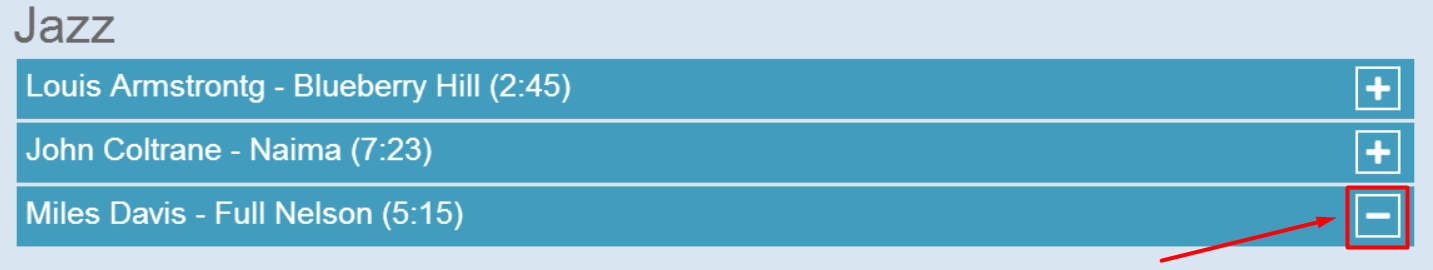 Jazz
Louis Armstrontg - Blueberry Hill (2:45)
John Coltrane - Naima (7:23)
Miles Davis - Full Nelson (5:15)